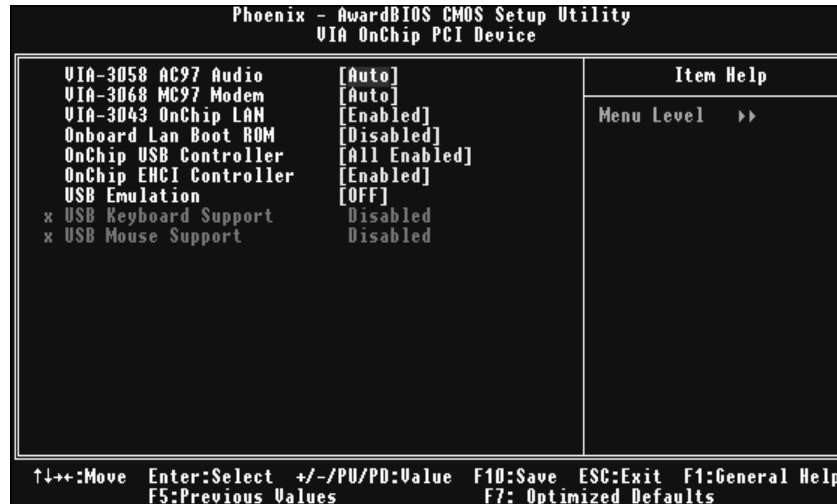 Phoenix - AwardBIOS CMOS Setup Utility
VIA OnChip PCI Device
VIA-3058 AC97 Audio [Auto]
VIA-3068 MC97 Modem [Auto]
VIA-3043 OnChip LAN [Enabled]
Onboard Lan Boot ROM [Disabled]
OnChip USB Controller [All Enabled]
OnChip EHCI Controller [Enabled]
USB Emulation [OFF]
x USB Keyboard Support Disabled
x USB Mouse Support Disabled
Item Help
Menu Level ▸▸
↑↓→←:Move Enter:Select +/-/PU/PD:Value F10:Save ESC:Exit F1:General Help
F5:Previous Values F7: Optimized Defaults